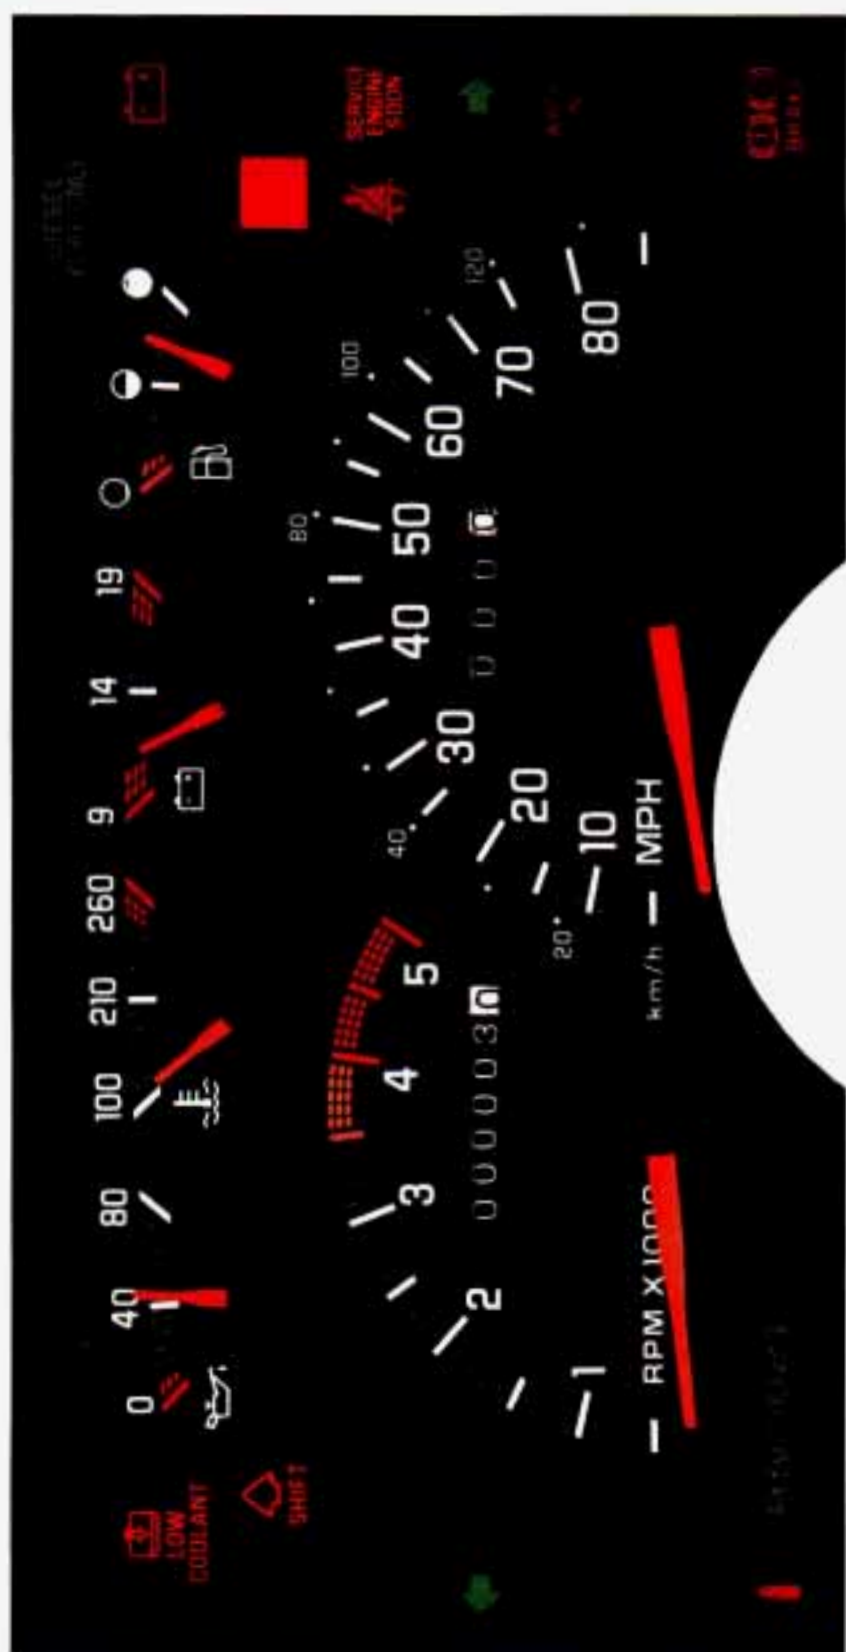 0 40 80 100 210 260 9 14 19
LOW
COOLANT
SHIFT
SERVICE
ENGINE
SOON
1 2 3 4 5
RPM X1000
000003
10 20 30 40 50 60 70 80
20 40 80 100 120
000
km/h MPH
BRAKE